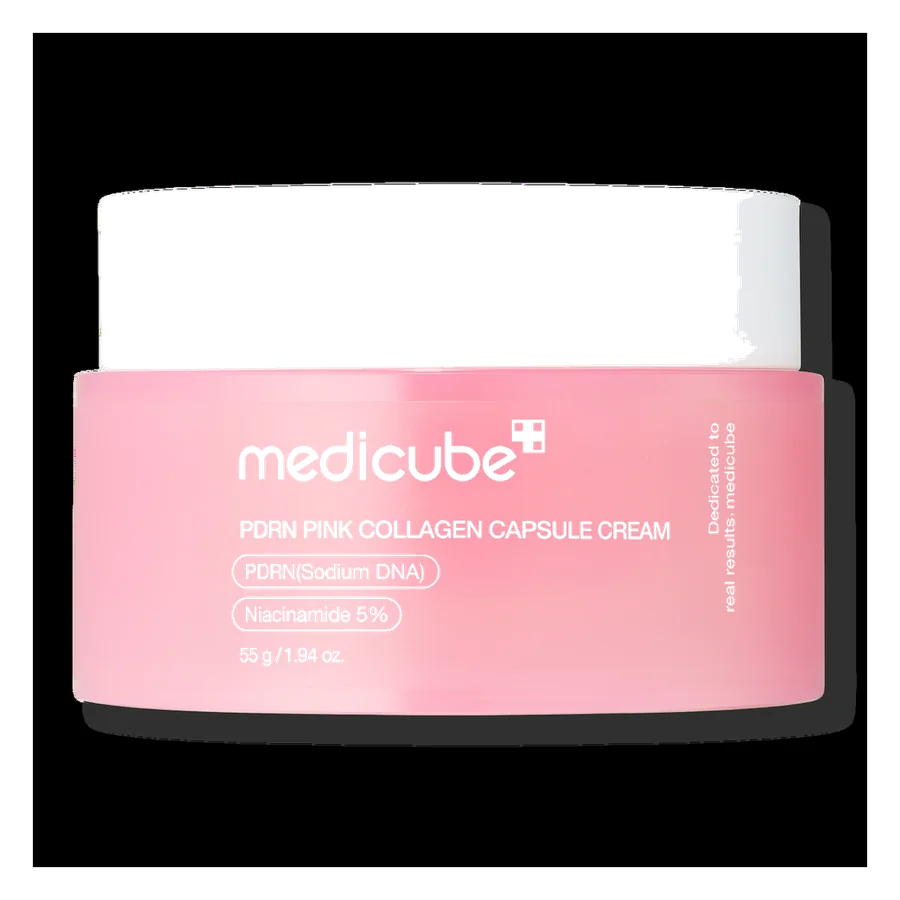 medicube
PDRN PINK COLLAGEN CAPSULE CREAM
PDRN(Sodium DNA)
Niacinamide 5%
55 g / 1.94 oz.
Dedicated to
real results, medicube